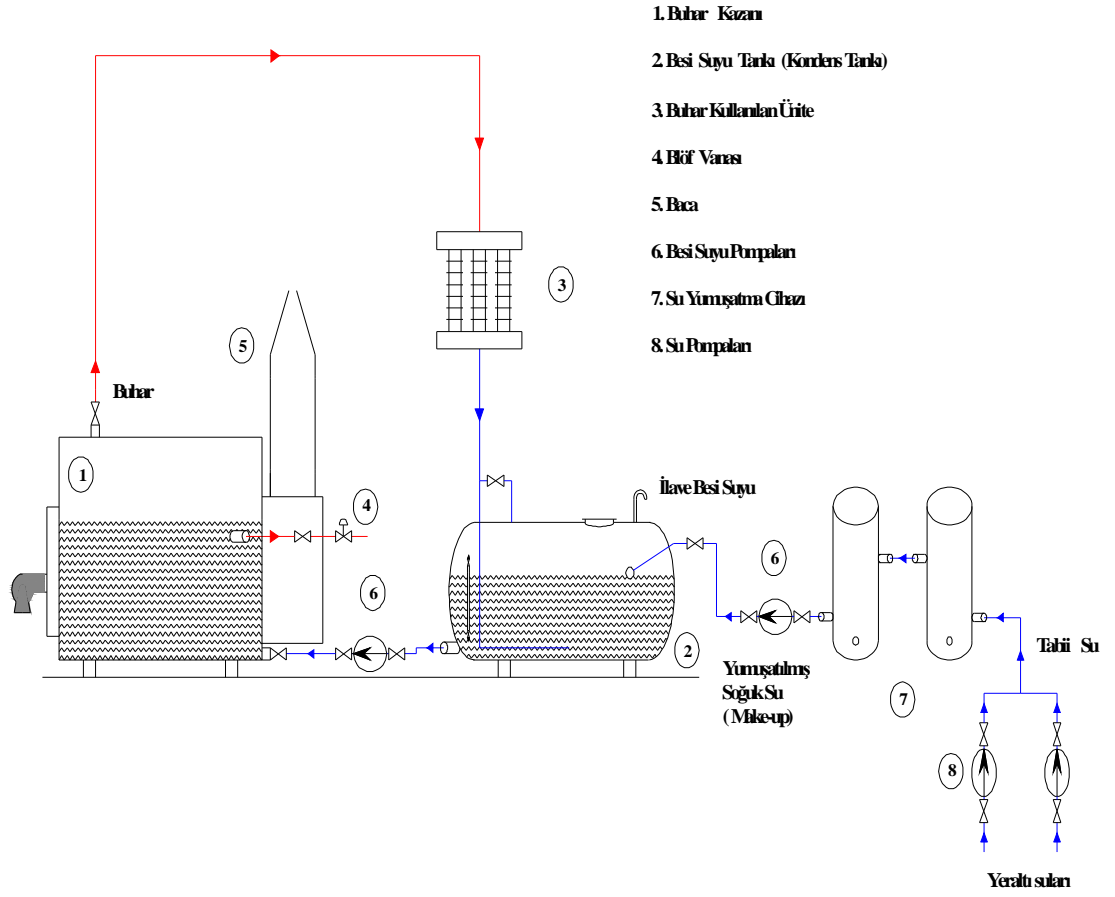 1. Buhar Kazanı
2. Besi Suyu Tankı (Kondens Tankı)
3. Buhar Kullanılan Ünite
4. Blöf Vanası
5. Baca
6. Besi Suyu Pompaları
7. Su Yumuşatma Cihazı
8. Su Pompaları
3
5
Buhar
1
4
İlave Besi Suyu
6
6
2
Tabii Su
Yumuşatılmış
Soğuk Su
( Make-up)
7
8
Yeraltı suları